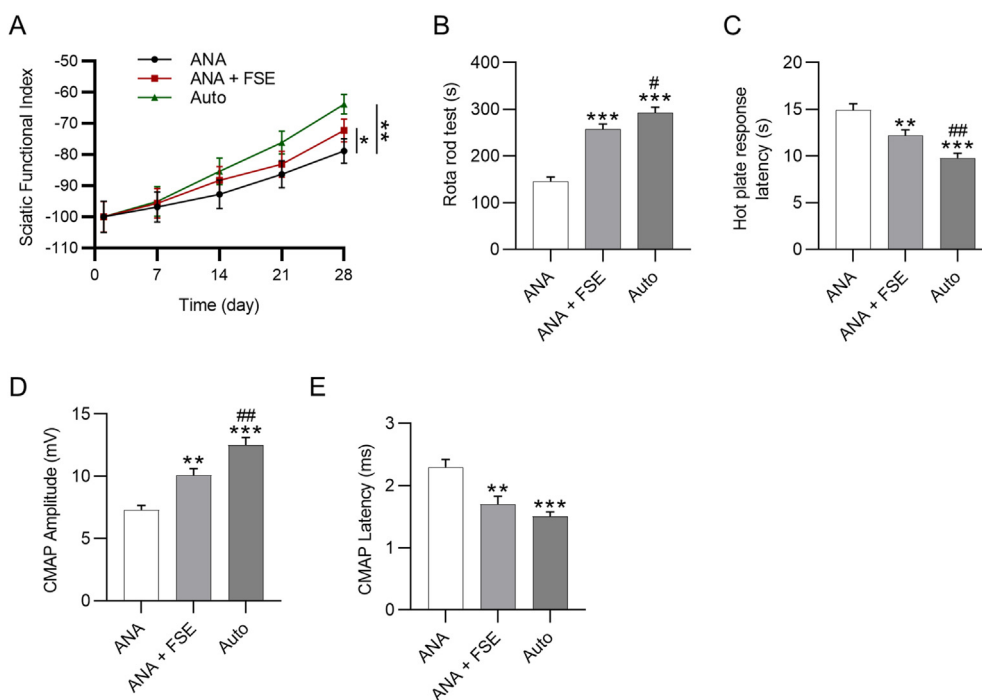 A
ANA
ANA + FSE
Auto
Sciatic Functional Index
-50
-60
-70
-80
-90
-100
-110
0
7
14
21
28
Time (day)
*
**
B
Rota rod test (s)
400
300
200
100
0
***
#
***
ANA
ANA + FSE
Auto
C
Hot plate response
latency (s)
20
15
10
5
0
**
##
***
ANA
ANA + FSE
Auto
D
CMAP Amplitude (mV)
15
10
5
0
**
##
***
ANA
ANA + FSE
Auto
E
CMAP Latency (ms)
3
2
1
0
**
***
ANA
ANA + FSE
Auto